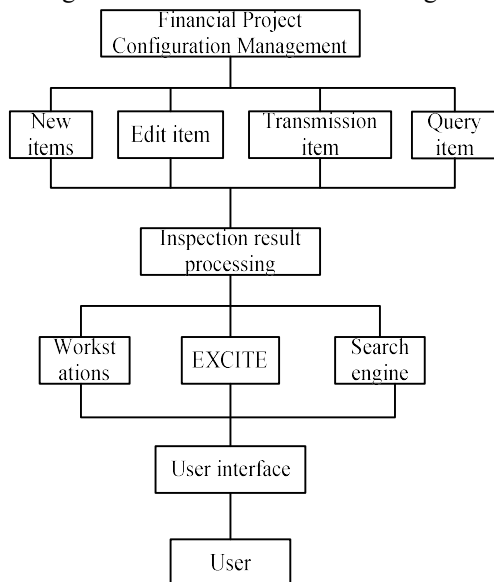 Financial Project
Configuration Management
New
items
Edit item
Transmission
item
Query
item
Inspection result
processing
Workst
ations
EXCITE
Search
engine
User interface
User